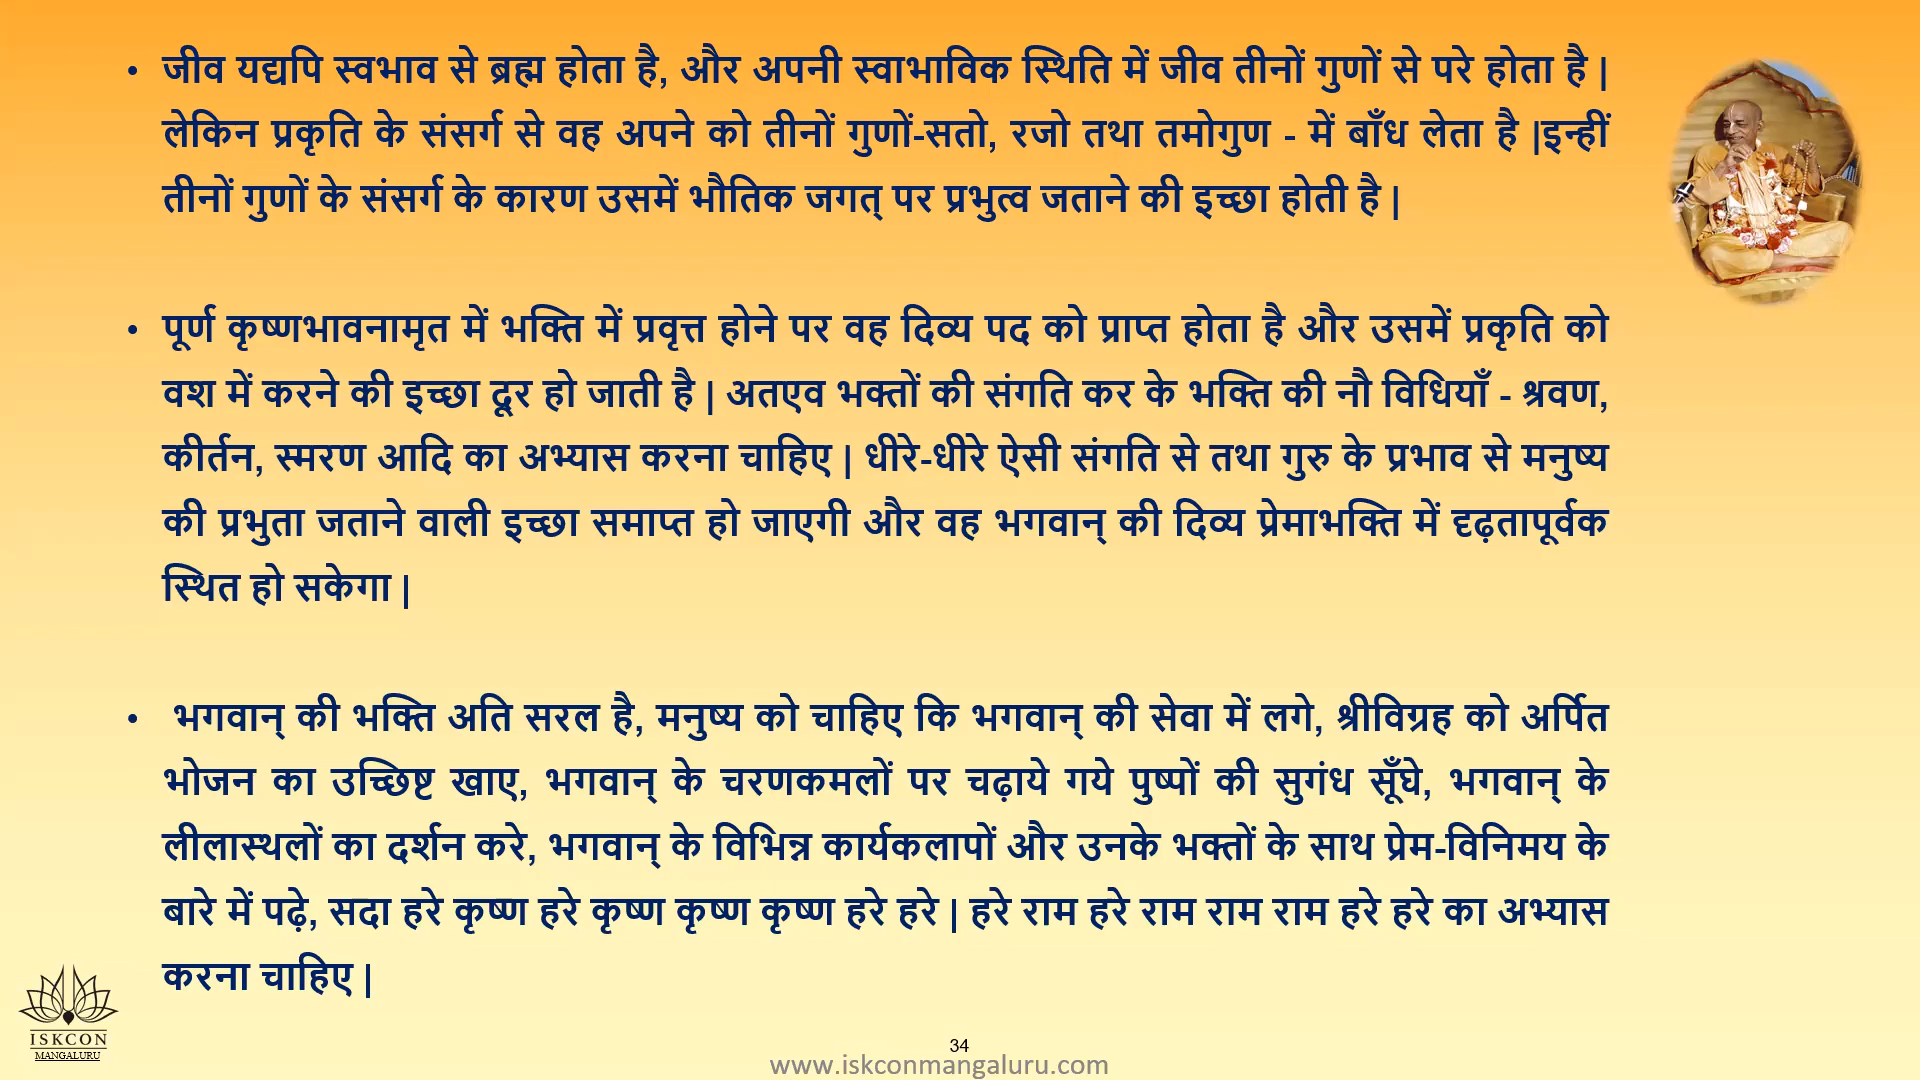 • जीव यद्यपि स्वभाव से ब्रह्म होता है, और अपनी स्वाभाविक स्थिति में जीव तीनों गुणों से परे होता है |
लेकिन प्रकृति के संसर्ग से वह अपने को तीनों गुणों-सतो, रजो तथा तमोगुण - में बाँध लेता है |इन्हीं
तीनों गुणों के संसर्ग के कारण उसमें भौतिक जगत् पर प्रभुत्व जताने की इच्छा होती है |
• पूर्ण कृष्णभावनामृत में भक्ति में प्रवृत्त होने पर वह दिव्य पद को प्राप्त होता है और उसमें प्रकृति को
वश में करने की इच्छा दूर हो जाती है | अतएव भक्तों की संगति कर के भक्ति की नौ विधियाँ - श्रवण,
कीर्तन, स्मरण आदि का अभ्यास करना चाहिए | धीरे-धीरे ऐसी संगति से तथा गुरु के प्रभाव से मनुष्य
की प्रभुता जताने वाली इच्छा समाप्त हो जाएगी और वह भगवान् की दिव्य प्रेमाभक्ति में दृढ़तापूर्वक
स्थित हो सकेगा |
• भगवान् की भक्ति अति सरल है, मनुष्य को चाहिए कि भगवान् की सेवा में लगे, श्रीविग्रह को अर्पित
भोजन का उच्छिष्ट खाए, भगवान् के चरणकमलों पर चढ़ाये गये पुष्पों की सुगंध सूँघे, भगवान् के
लीलास्थलों का दर्शन करे, भगवान् के विभिन्न कार्यकलापों और उनके भक्तों के साथ प्रेम-विनिमय के
बारे में पढ़े, सदा हरे कृष्ण हरे कृष्ण कृष्ण कृष्ण हरे हरे | हरे राम हरे राम राम राम हरे हरे का अभ्यास
करना चाहिए |
ISKCON
MANGALURU
34
www.iskconmangaluru.com